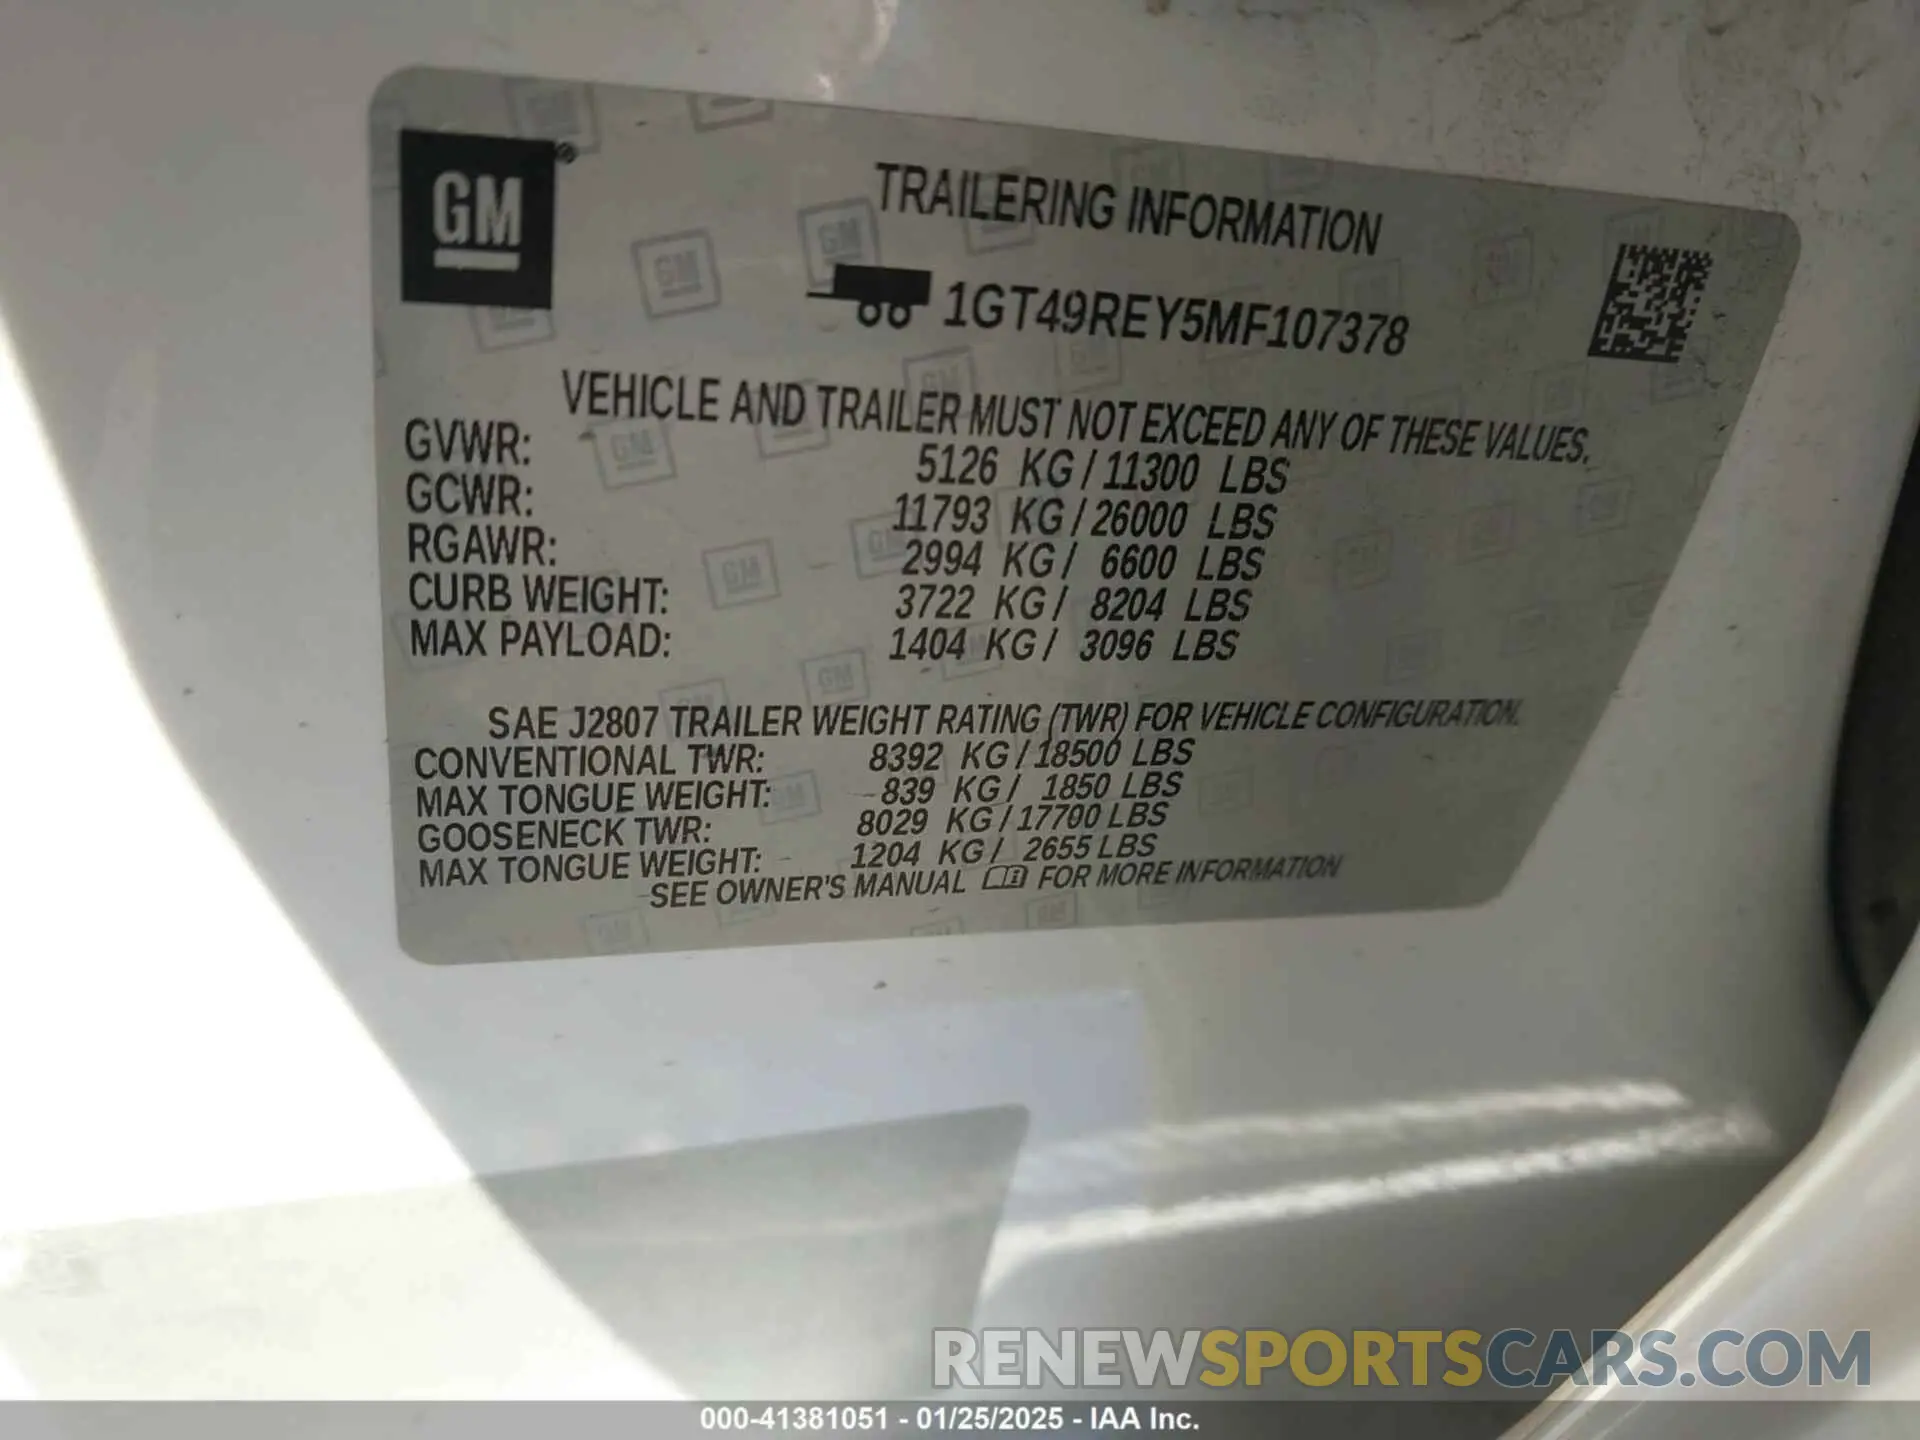 GM®
TRAILERING INFORMATION
1GT49REY5MF107378
VEHICLE AND TRAILER MUST NOT EXCEED ANY OF THESE VALUES.
GVWR: 5126 KG / 11300 LBS
GCWR: 11793 KG / 26000 LBS
RGAWR: 2994 KG / 6600 LBS
CURB WEIGHT: 3722 KG / 8204 LBS
MAX PAYLOAD: 1404 KG / 3096 LBS
SAE J2807 TRAILER WEIGHT RATING (TWR) FOR VEHICLE CONFIGURATION.
CONVENTIONAL TWR: 8392 KG / 18500 LBS
MAX TONGUE WEIGHT: 839 KG / 1850 LBS
GOOSENECK TWR: 8029 KG / 17700 LBS
MAX TONGUE WEIGHT: 1204 KG / 2655 LBS
SEE OWNER'S MANUAL FOR MORE INFORMATION
RENEWSPORTSCARS.COM
000-41381051 - 01/25/2025 - IAA Inc.